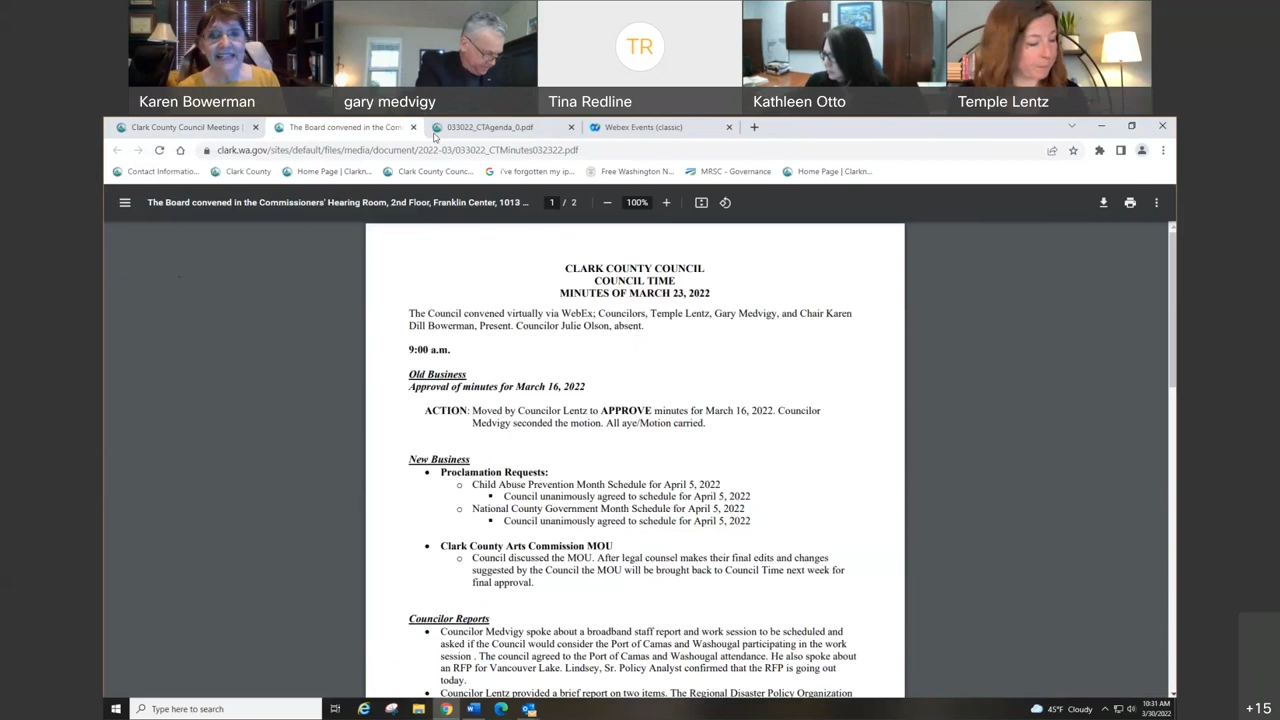 Karen Bowerman
gary medvigy
TR
Tina Redline
Kathleen Otto
Temple Lentz
Clark County Council Meetings |
The Board convened in the Com
033022_CTAgenda_0.pdf
Webex Events (classic)
clark.wa.gov/sites/default/files/media/document/2022-03/033022_CTMinutes032322.pdf
Contact Informatio...
Clark County
Home Page | Clarkn...
Clark County Counc...
i've forgotten my ip...
Free Washington N...
MRSC - Governance
Home Page | Clarkn...
The Board convened in the Commissioners' Hearing Room, 2nd Floor, Franklin Center, 1013 ...
1 / 2
100%
CLARK COUNTY COUNCIL
COUNCIL TIME
MINUTES OF MARCH 23, 2022
The Council convened virtually via WebEx; Councilors, Temple Lentz, Gary Medvigy, and Chair Karen
Dill Bowerman, Present. Councilor Julie Olson, absent.
9:00 a.m.
Old Business
Approval of minutes for March 16, 2022
ACTION: Moved by Councilor Lentz to APPROVE minutes for March 16, 2022. Councilor
Medvigy seconded the motion. All aye/Motion carried.
New Business
• Proclamation Requests:
o Child Abuse Prevention Month Schedule for April 5, 2022
▪ Council unanimously agreed to schedule for April 5, 2022
o National County Government Month Schedule for April 5, 2022
▪ Council unanimously agreed to schedule for April 5, 2022
• Clark County Arts Commission MOU
o Council discussed the MOU. After legal counsel makes their final edits and changes
suggested by the Council the MOU will be brought back to Council Time next week for
final approval.
Councilor Reports
• Councilor Medvigy spoke about a broadband staff report and work session to be scheduled and
asked if the Council would consider the Port of Camas and Washougal participating in the work
session . The council agreed to the Port of Camas and Washougal attendance. He also spoke about
an RFP for Vancouver Lake. Lindsey, Sr. Policy Analyst confirmed that the RFP is going out
today.
• Councilor Lentz provided a brief report on two items. The Regional Disaster Policy Organization
Type here to search
45°F Cloudy
10:31 AM
3/30/2022
+15